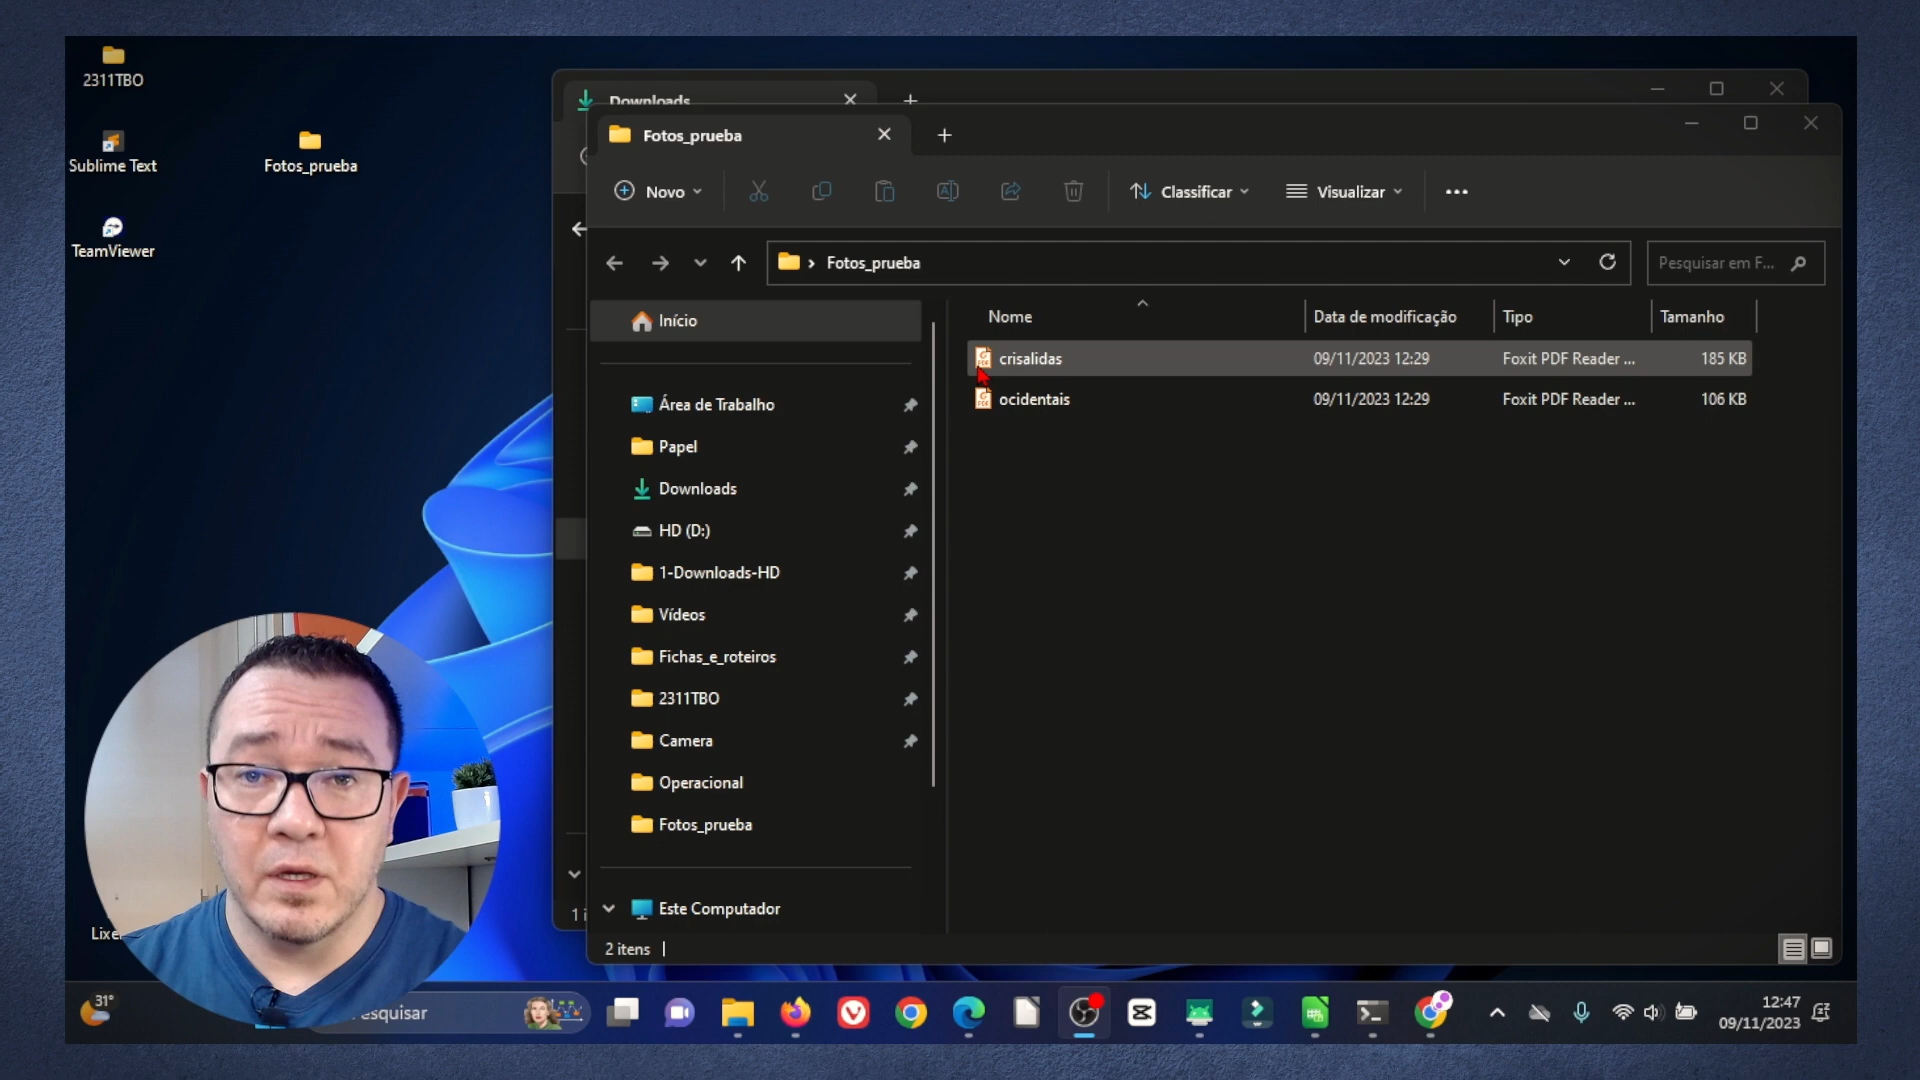 2311TBO
Sublime Text
Fotos_prueba
TeamViewer
Downloads
Fotos_prueba
Novo
Classificar
Visualizar
Fotos_prueba
Pesquisar em F...
Início
Nome
Data de modificação
Tipo
Tamanho
crisalidas
09/11/2023 12:29
Foxit PDF Reader ...
185 KB
ocidentais
09/11/2023 12:29
Foxit PDF Reader ...
106 KB
Área de Trabalho
Papel
Downloads
HD (D:)
1-Downloads-HD
Vídeos
Fichas_e_roteiros
2311TBO
Camera
Operacional
Fotos_prueba
Este Computador
2 itens
31°
12:47
09/11/2023